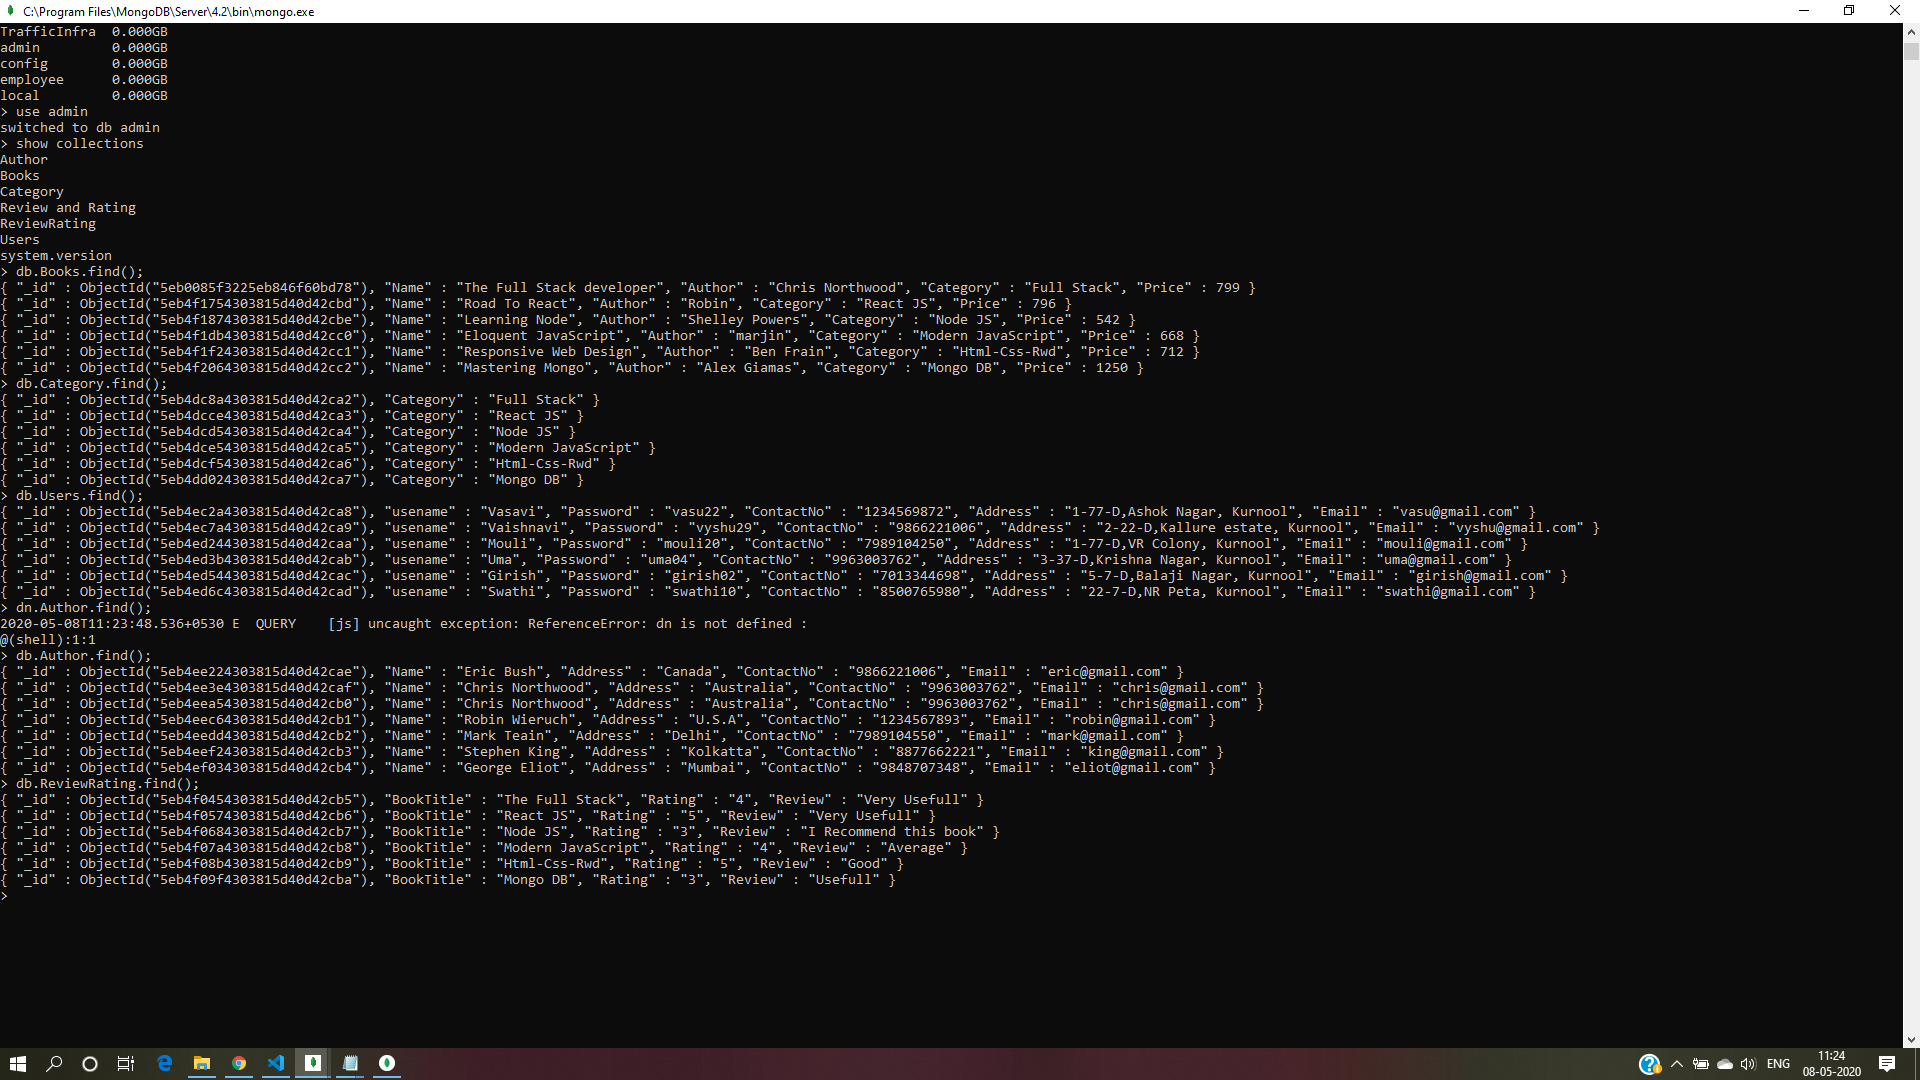 C:\Program Files\MongoDB\Server\4.2\bin\mongo.exe
TrafficInfra  0.000GB
admin         0.000GB
config        0.000GB
employee      0.000GB
local         0.000GB
> use admin
switched to db admin
> show collections
Author
Books
Category
Review and Rating
ReviewRating
Users
system.version
> db.Books.find();
{ "_id" : ObjectId("5eb0085f3225eb846f60bd78"), "Name" : "The Full Stack developer", "Author" : "Chris Northwood", "Category" : "Full Stack", "Price" : 799 }
{ "_id" : ObjectId("5eb4f1754303815d40d42cbd"), "Name" : "Road To React", "Author" : "Robin", "Category" : "React JS", "Price" : 796 }
{ "_id" : ObjectId("5eb4f1874303815d40d42cbe"), "Name" : "Learning Node", "Author" : "Shelley Powers", "Category" : "Node JS", "Price" : 542 }
{ "_id" : ObjectId("5eb4f1db4303815d40d42cc0"), "Name" : "Eloquent JavaScript", "Author" : "marjin", "Category" : "Modern JavaScript", "Price" : 668 }
{ "_id" : ObjectId("5eb4f1f24303815d40d42cc1"), "Name" : "Responsive Web Design", "Author" : "Ben Frain", "Category" : "Html-Css-Rwd", "Price" : 712 }
{ "_id" : ObjectId("5eb4f2064303815d40d42cc2"), "Name" : "Mastering Mongo", "Author" : "Alex Giamas", "Category" : "Mongo DB", "Price" : 1250 }
> db.Category.find();
{ "_id" : ObjectId("5eb4dc8a4303815d40d42ca2"), "Category" : "Full Stack" }
{ "_id" : ObjectId("5eb4dcce4303815d40d42ca3"), "Category" : "React JS" }
{ "_id" : ObjectId("5eb4dcd54303815d40d42ca4"), "Category" : "Node JS" }
{ "_id" : ObjectId("5eb4dce54303815d40d42ca5"), "Category" : "Modern JavaScript" }
{ "_id" : ObjectId("5eb4dcf54303815d40d42ca6"), "Category" : "Html-Css-Rwd" }
{ "_id" : ObjectId("5eb4dd024303815d40d42ca7"), "Category" : "Mongo DB" }
> db.Users.find();
{ "_id" : ObjectId("5eb4ec2a4303815d40d42ca8"), "usename" : "Vasavi", "Password" : "vasu22", "ContactNo" : "1234569872", "Address" : "1-77-D,Ashok Nagar, Kurnool", "Email" : "vasu@gmail.com" }
{ "_id" : ObjectId("5eb4ec7a4303815d40d42ca9"), "usename" : "Vaishnavi", "Password" : "vyshu29", "ContactNo" : "9866221006", "Address" : "2-22-D,Kallure estate, Kurnool", "Email" : "vyshu@gmail.com" }
{ "_id" : ObjectId("5eb4ed244303815d40d42caa"), "usename" : "Mouli", "Password" : "mouli20", "ContactNo" : "7989104250", "Address" : "1-77-D,VR Colony, Kurnool", "Email" : "mouli@gmail.com" }
{ "_id" : ObjectId("5eb4ed3b4303815d40d42cab"), "usename" : "Uma", "Password" : "uma04", "ContactNo" : "9963003762", "Address" : "3-37-D,Krishna Nagar, Kurnool", "Email" : "uma@gmail.com" }
{ "_id" : ObjectId("5eb4ed544303815d40d42cac"), "usename" : "Girish", "Password" : "girish02", "ContactNo" : "7013344698", "Address" : "5-7-D,Balaji Nagar, Kurnool", "Email" : "girish@gmail.com" }
{ "_id" : ObjectId("5eb4ed6c4303815d40d42cad"), "usename" : "Swathi", "Password" : "swathi10", "ContactNo" : "8500765980", "Address" : "22-7-D,NR Peta, Kurnool", "Email" : "swathi@gmail.com" }
> dn.Author.find();
2020-05-08T11:23:48.536+0530 E  QUERY    [js] uncaught exception: ReferenceError: dn is not defined :
@(shell):1:1
> db.Author.find();
{ "_id" : ObjectId("5eb4ee224303815d40d42cae"), "Name" : "Eric Bush", "Address" : "Canada", "ContactNo" : "9866221006", "Email" : "eric@gmail.com" }
{ "_id" : ObjectId("5eb4ee3e4303815d40d42caf"), "Name" : "Chris Northwood", "Address" : "Australia", "ContactNo" : "9963003762", "Email" : "chris@gmail.com" }
{ "_id" : ObjectId("5eb4eea54303815d40d42cb0"), "Name" : "Chris Northwood", "Address" : "Australia", "ContactNo" : "9963003762", "Email" : "chris@gmail.com" }
{ "_id" : ObjectId("5eb4eec64303815d40d42cb1"), "Name" : "Robin Wieruch", "Address" : "U.S.A", "ContactNo" : "1234567893", "Email" : "robin@gmail.com" }
{ "_id" : ObjectId("5eb4eedd4303815d40d42cb2"), "Name" : "Mark Teain", "Address" : "Delhi", "ContactNo" : "7989104550", "Email" : "mark@gmail.com" }
{ "_id" : ObjectId("5eb4eef24303815d40d42cb3"), "Name" : "Stephen King", "Address" : "Kolkatta", "ContactNo" : "8877662221", "Email" : "king@gmail.com" }
{ "_id" : ObjectId("5eb4ef034303815d40d42cb4"), "Name" : "George Eliot", "Address" : "Mumbai", "ContactNo" : "9848707348", "Email" : "eliot@gmail.com" }
> db.ReviewRating.find();
{ "_id" : ObjectId("5eb4f0454303815d40d42cb5"), "BookTitle" : "The Full Stack", "Rating" : "4", "Review" : "Very Usefull" }
{ "_id" : ObjectId("5eb4f0574303815d40d42cb6"), "BookTitle" : "React JS", "Rating" : "5", "Review" : "Very Usefull" }
{ "_id" : ObjectId("5eb4f0684303815d40d42cb7"), "BookTitle" : "Node JS", "Rating" : "3", "Review" : "I Recommend this book" }
{ "_id" : ObjectId("5eb4f07a4303815d40d42cb8"), "BookTitle" : "Modern JavaScript", "Rating" : "4", "Review" : "Average" }
{ "_id" : ObjectId("5eb4f08b4303815d40d42cb9"), "BookTitle" : "Html-Css-Rwd", "Rating" : "5", "Review" : "Good" }
{ "_id" : ObjectId("5eb4f09f4303815d40d42cba"), "BookTitle" : "Mongo DB", "Rating" : "3", "Review" : "Usefull" }
>
ENG
11:24
08-05-2020